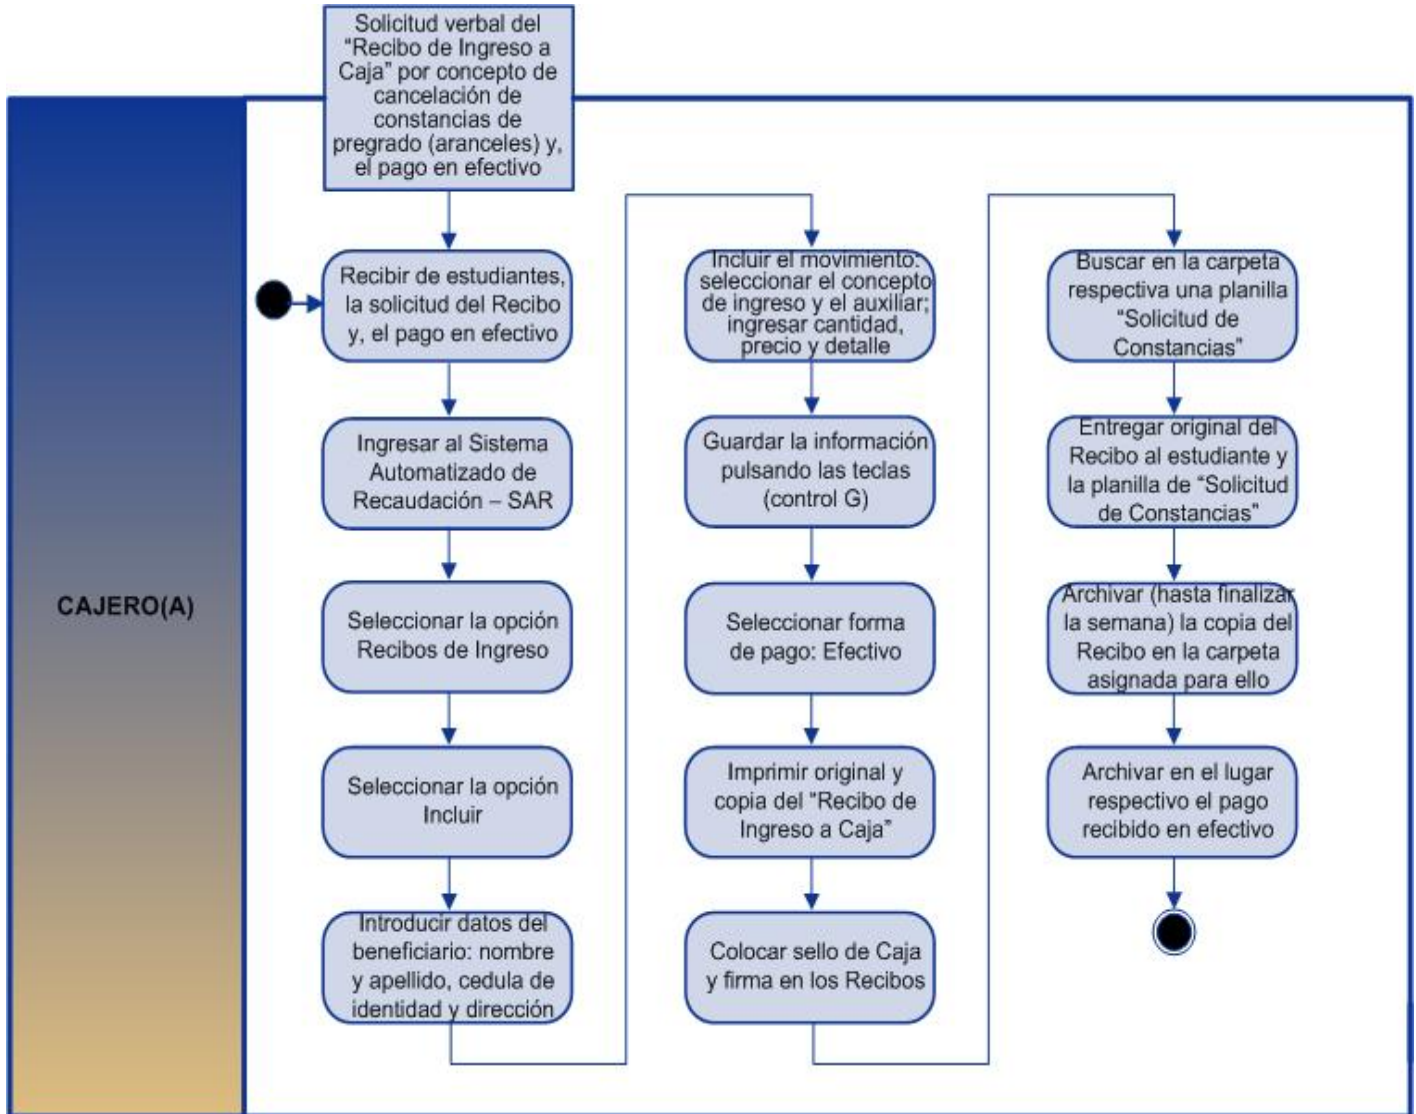 Solicitud verbal del
“Recibo de Ingreso a
Caja” por concepto de
cancelación de
constancias de
pregrado (aranceles) y,
el pago en efectivo
Recibir de estudiantes,
la solicitud del Recibo
y, el pago en efectivo
Ingresar al Sistema
Automatizado de
Recaudación – SAR
Seleccionar la opción
Recibos de Ingreso
Seleccionar la opción
Incluir
Introducir datos del
beneficiario: nombre
y apellido, cedula de
identidad y dirección
Incluir el movimiento:
seleccionar el concepto
de ingreso y el auxiliar;
ingresar cantidad,
precio y detalle
Guardar la información
pulsando las teclas
(control G)
Seleccionar forma
de pago: Efectivo
Imprimir original y
copia del “Recibo de
Ingreso a Caja”
Colocar sello de Caja
y firma en los Recibos
Buscar en la carpeta
respectiva una planilla
“Solicitud de
Constancias”
Entregar original del
Recibo al estudiante y
la planilla de “Solicitud
de Constancias”
Archivar (hasta finalizar
la semana) la copia del
Recibo en la carpeta
asignada para ello
Archivar en el lugar
respectivo el pago
recibido en efectivo
CAJERO(A)